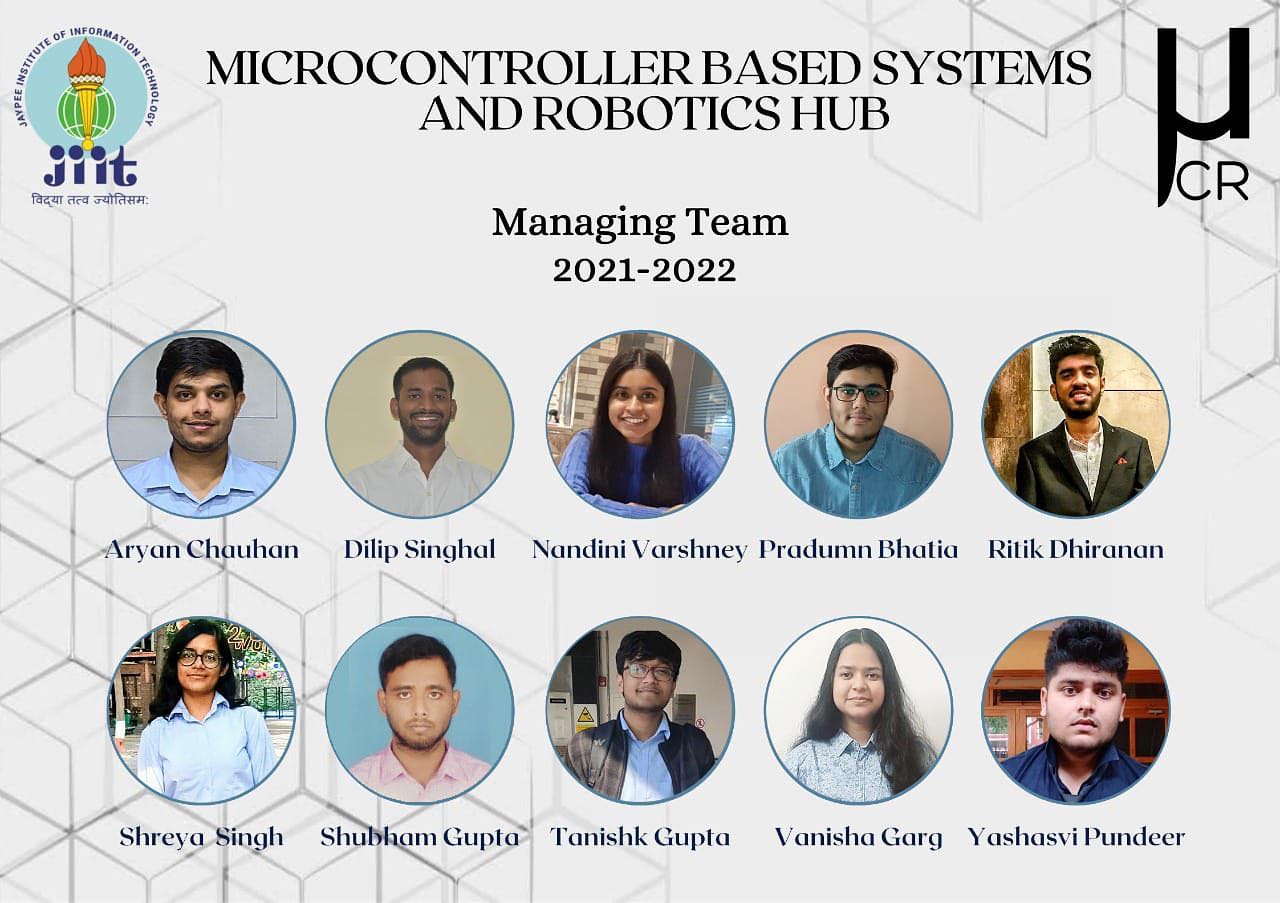 JAYPEE INSTITUTE OF INFORMATION TECHNOLOGY
jiit
विद्या तत्व ज्योतिसम:
MICROCONTROLLER BASED SYSTEMS
AND ROBOTICS HUB
µ
CR
Managing Team
2021-2022
Aryan Chauhan
Dilip Singhal
Nandini Varshney
Pradumn Bhatia
Ritik Dhiranan
Shreya Singh
Shubham Gupta
Tanishk Gupta
Vanisha Garg
Yashasvi Pundeer